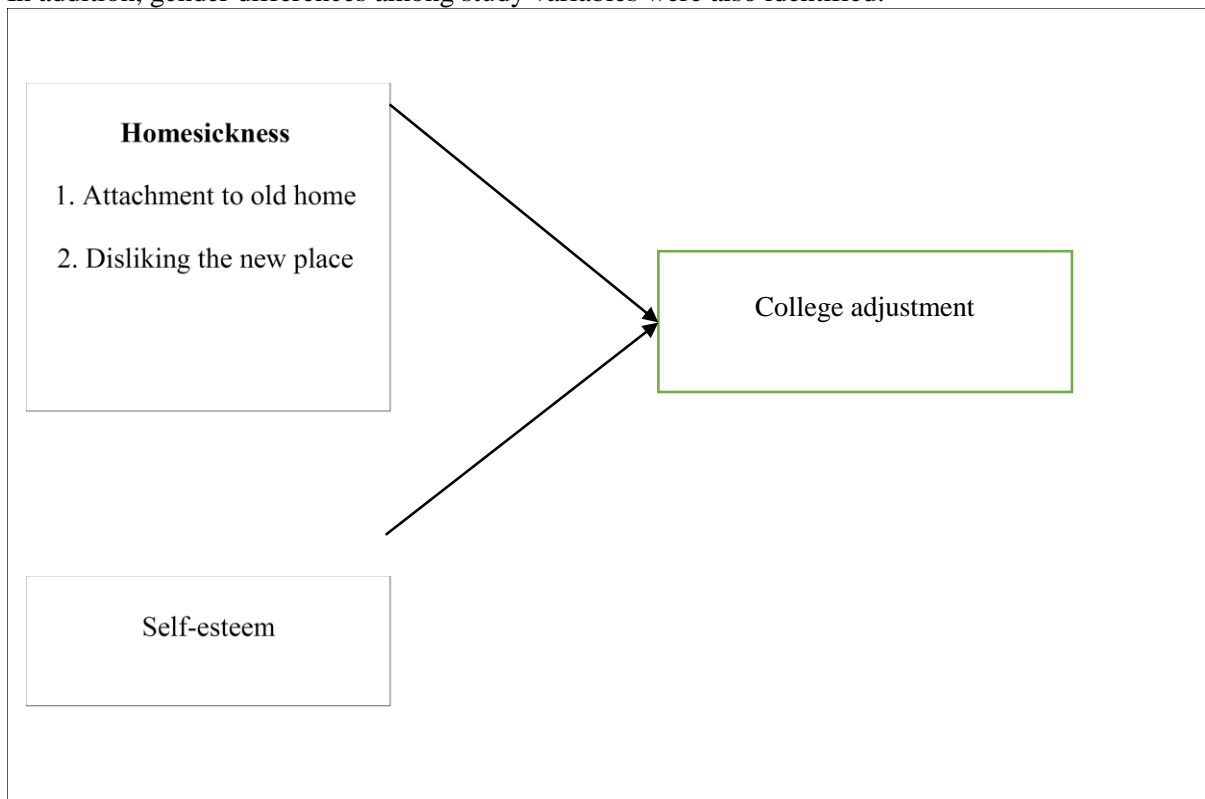 In addition, gender differences among study variables were also identified.
Homesickness
1. Attachment to old home
2. Disliking the new place
College adjustment
Self-esteem